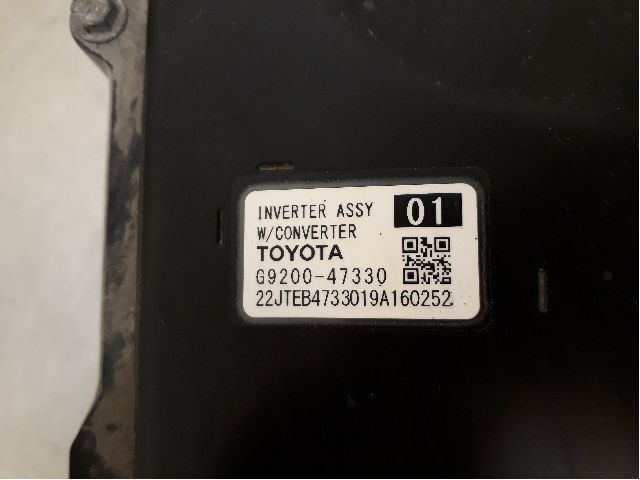 INVERTER ASSY 01
W/CONVERTER
TOYOTA
G9200-47330
22JTEB4733019A160252